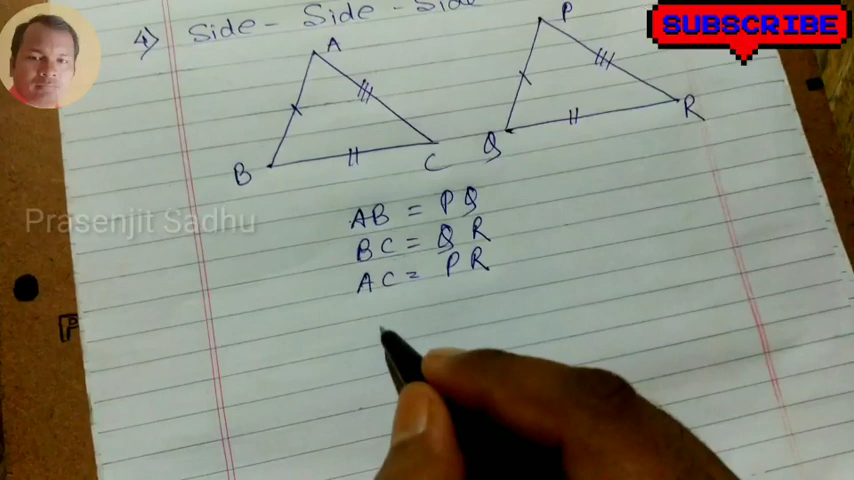 SUBSCRIBE
4) Side - Side - Side
A
P
B
C
Q
R
AB = PQ
BC = QR
AC = PR
Prasenjit Sadhu
P